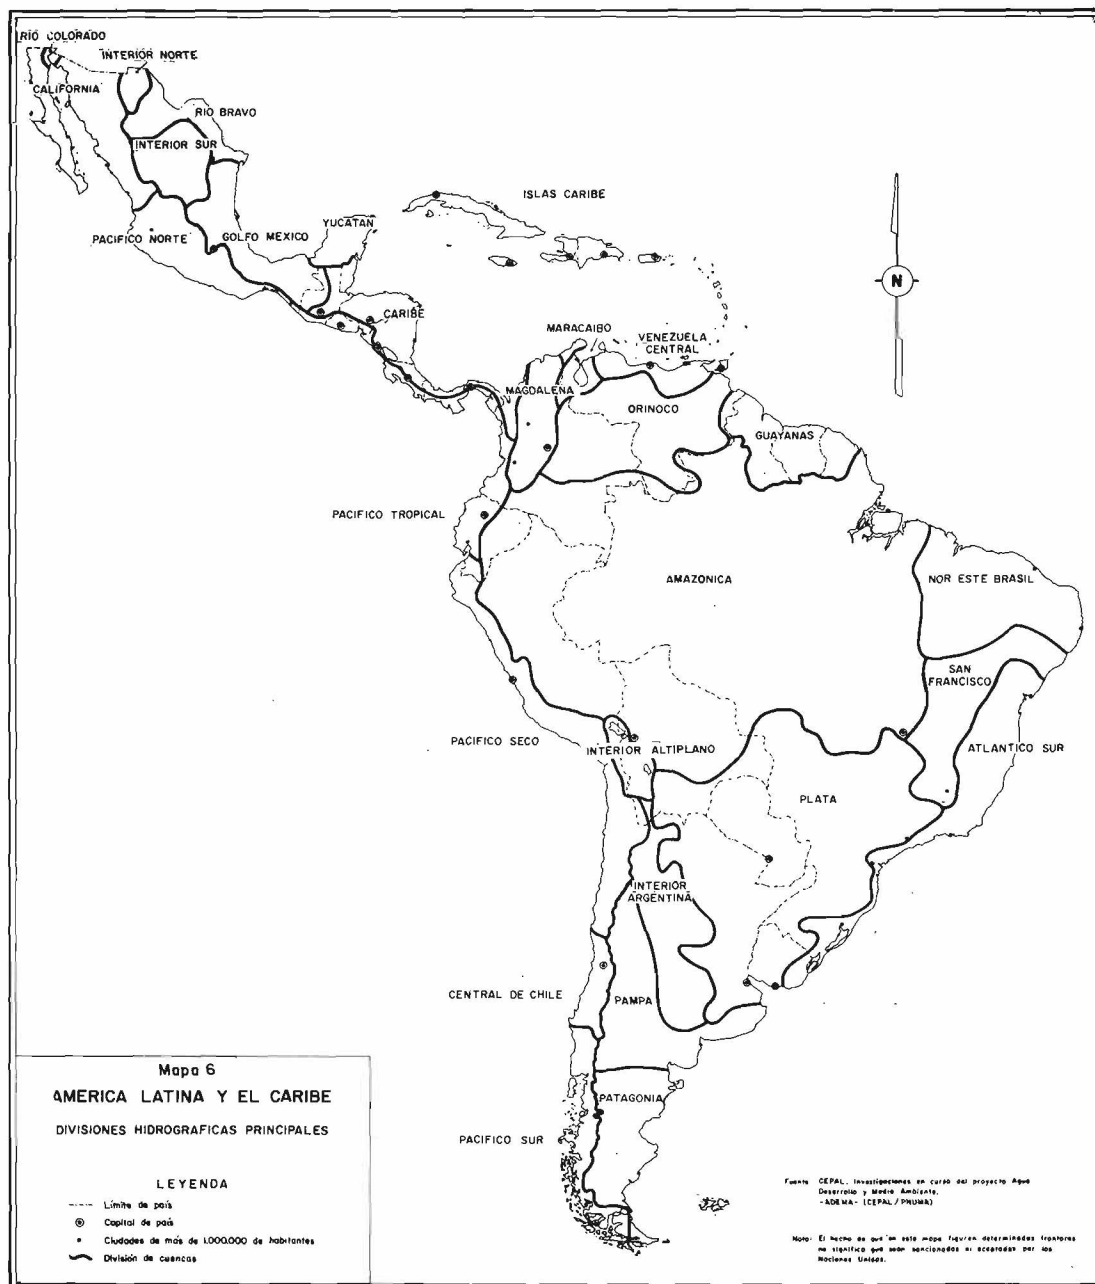 RIO COLORADO
INTERIOR NORTE
CALIFORNIA
RIO BRAVO
INTERIOR SUR
ISLAS CARIBE
YUCATAN
PACIFICO NORTE
GOLFO MEXICO
N
CARIBE
MARACAIBO
VENEZUELA
CENTRAL
MAGDALENA
ORINOCO
GUAYANAS
PACIFICO TROPICAL
AMAZONICA
NOR ESTE BRASIL
SAN
FRANCISCO
PACIFICO SECO
INTERIOR ALTIPLANO
ATLANTICO SUR
PLATA
INTERIOR
ARGENTINA
CENTRAL DE CHILE
PAMPA
PATAGONIA
PACIFICO SUR
Mapa 6
AMERICA LATINA Y EL CARIBE
DIVISIONES HIDROGRAFICAS PRINCIPALES
LEYENDA
Límite de país
Capital de país
Ciudades de más de 1.000.000 de habitantes
División de cuencas
Fuente: CEPAL, Investigaciones en curso del proyecto Agua
Desarrollo y Medio Ambiente,
-ADEMA- (CEPAL/PNUMA)
Nota: El hecho de que en este mapa figuren determinadas fronteras
no significa que sean sancionadas ni aceptadas por las
Naciones Unidas.